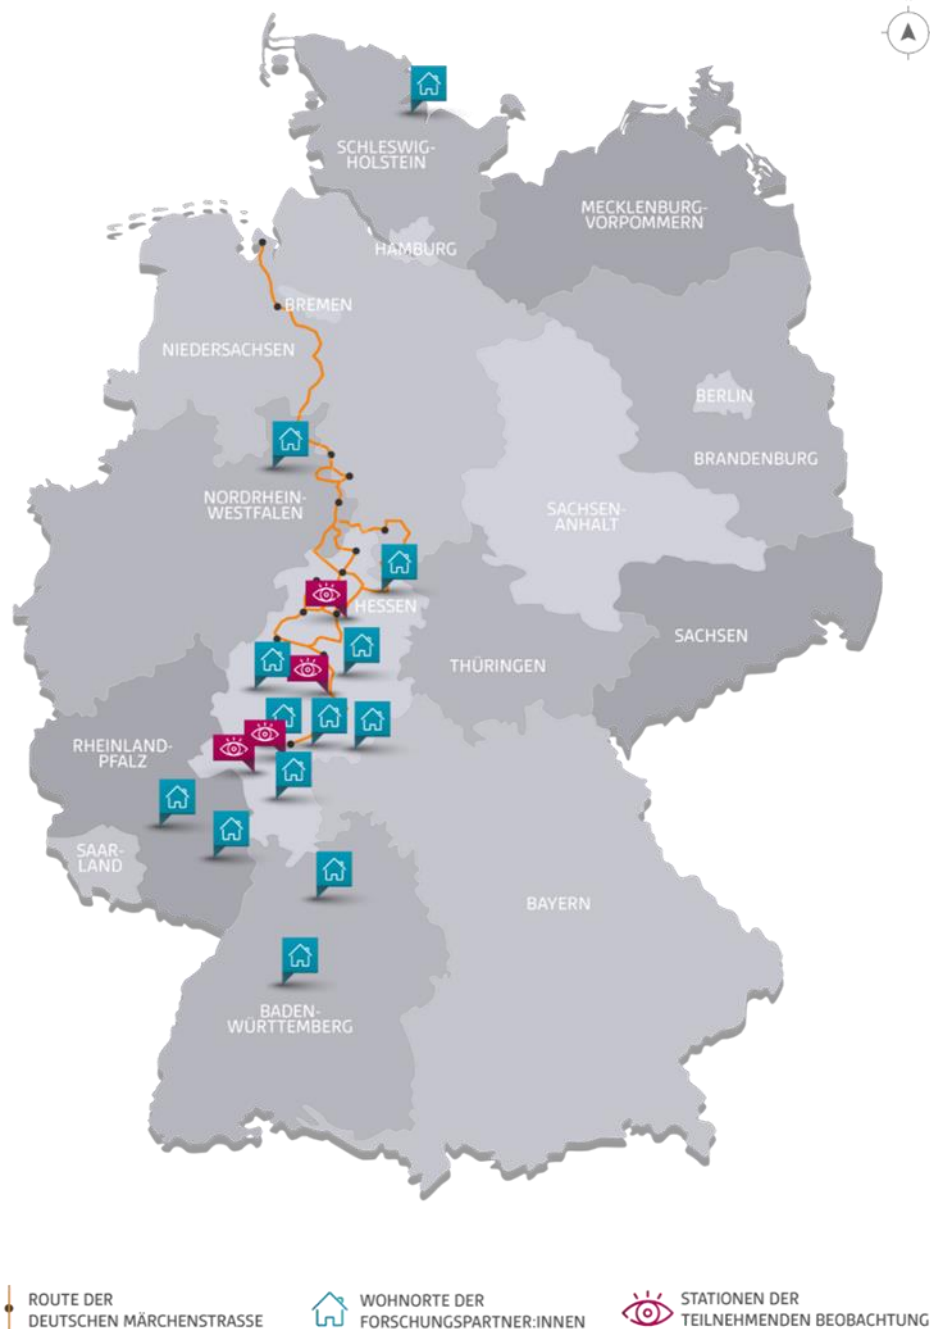 SCHLESWIG-
HOLSTEIN
MECKLENBURG-
VORPOMMERN
HAMBURG
BREMEN
NIEDERSACHSEN
BERLIN
BRANDENBURG
NORDRHEIN-
WESTFALEN
SACHSEN-
ANHALT
HESSEN
SACHSEN
THÜRINGEN
RHEINLAND-
PFALZ
SAAR-
LAND
BAYERN
BADEN-
WÜRTTEMBERG
ROUTE DER
DEUTSCHEN MÄRCHENSTRASSE
WOHNORTE DER
FORSCHUNGSPARTNER:INNEN
STATIONEN DER
TEILNEHMENDEN BEOBACHTUNG